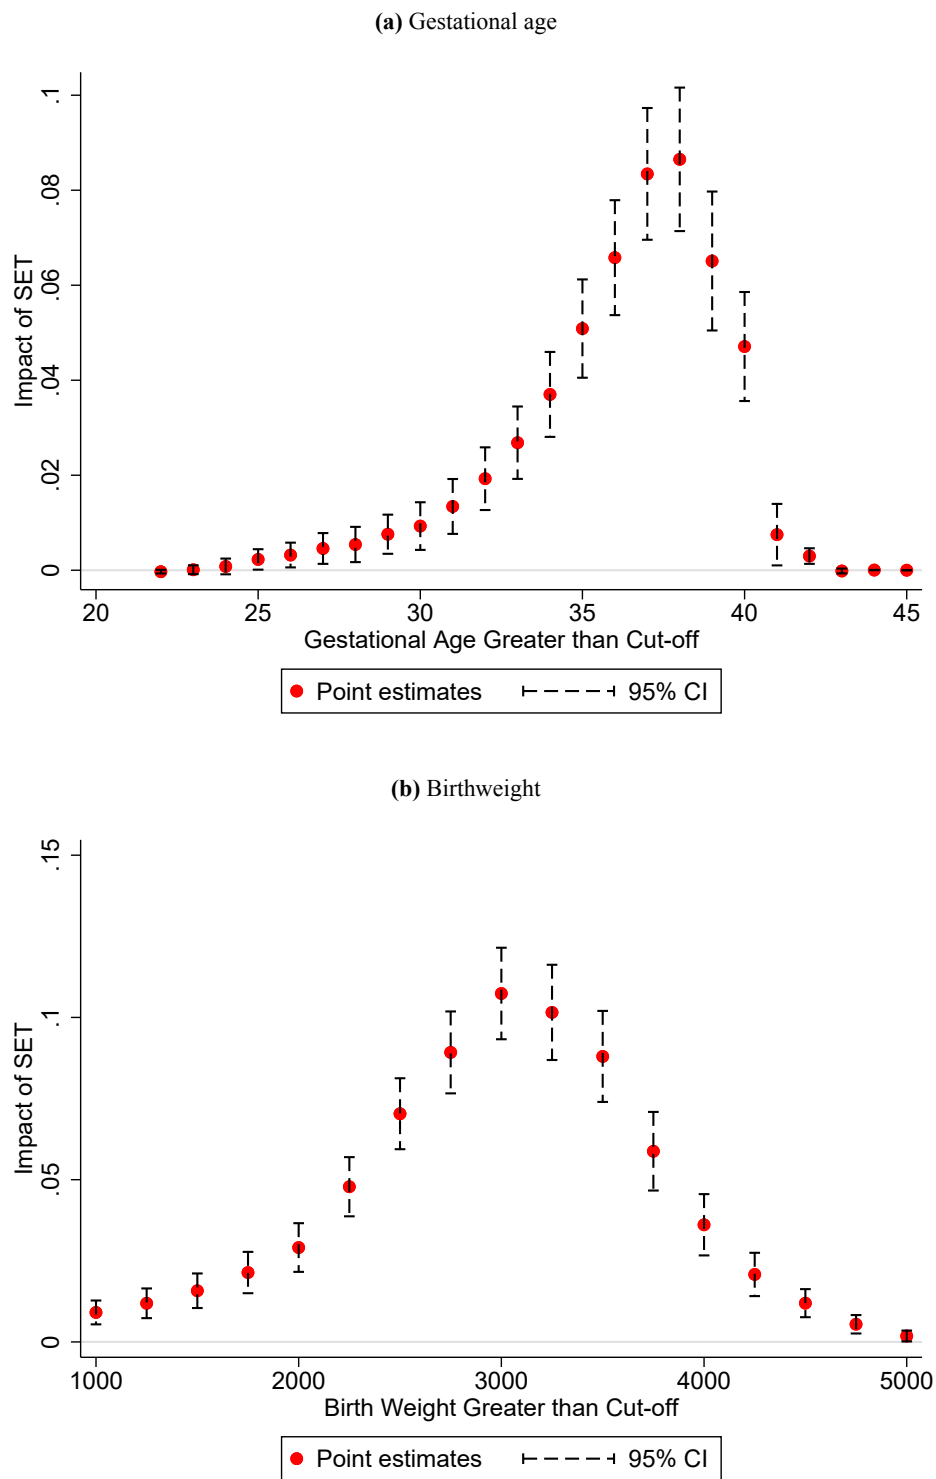 (a) Gestational age
Impact of SET
.1
.08
.06
.04
.02
0
20 25 30 35 40 45
Gestational Age Greater than Cut-off
Point estimates 95% CI
(b) Birthweight
Impact of SET
.15
.1
.05
0
1000 2000 3000 4000 5000
Birth Weight Greater than Cut-off
Point estimates 95% CI